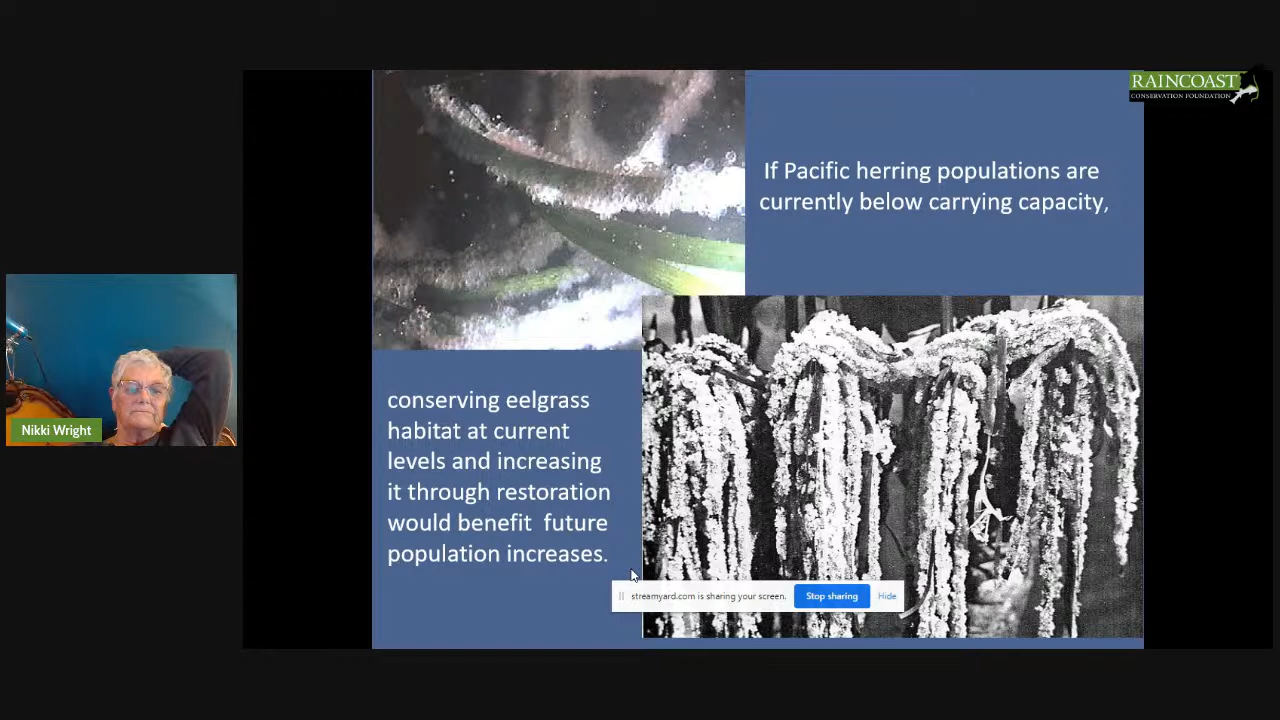 RAINCOAST
CONSERVATION FOUNDATION
If Pacific herring populations are
currently below carrying capacity,
conserving eelgrass
habitat at current
levels and increasing
it through restoration
would benefit future
population increases.
Nikki Wright
streamyard.com is sharing your screen. Stop sharing Hide